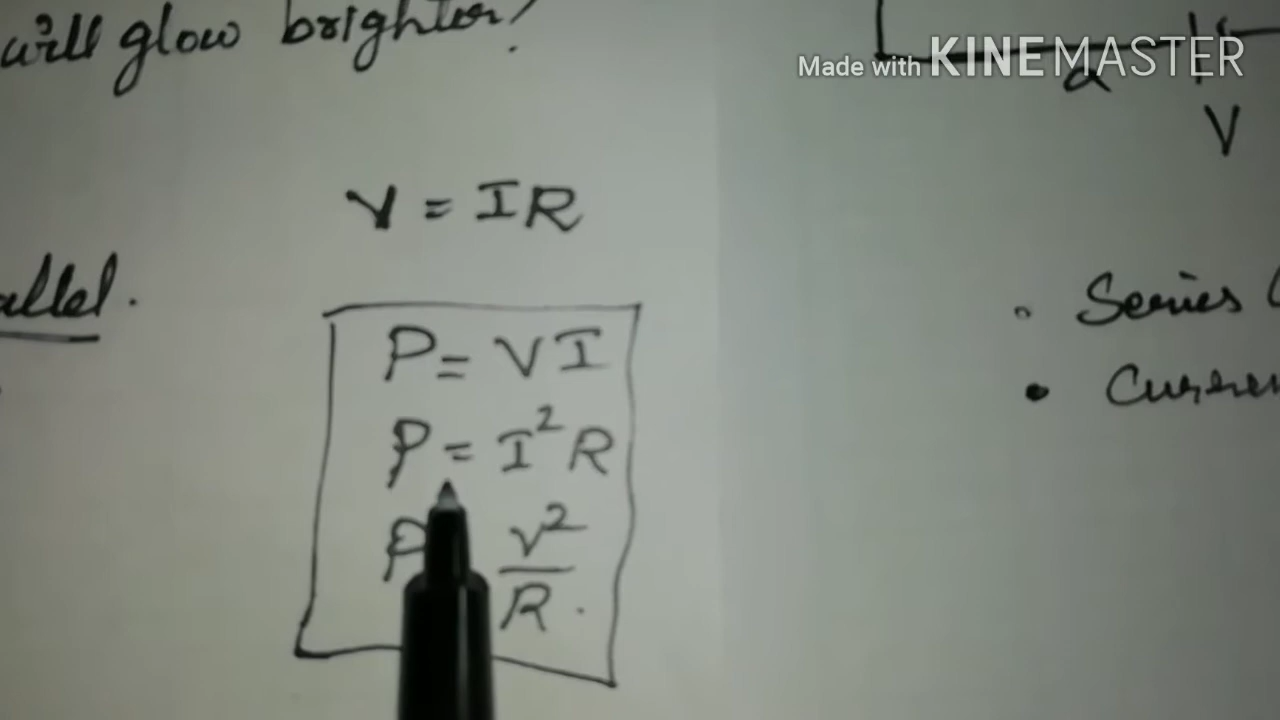 will glow brighter?
Made with KINEMASTER
a
V
V = IR
allel.
P = VI
P = I²R
P V²/R.
Series
Curren